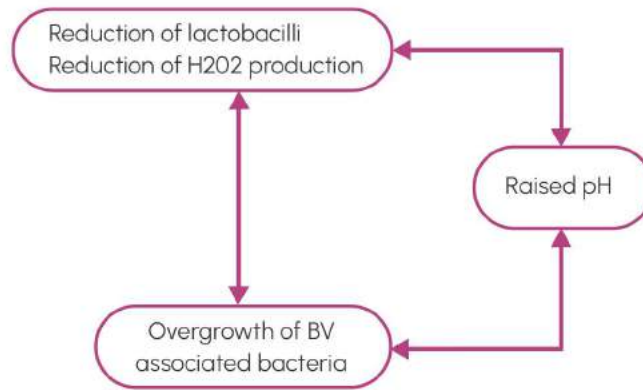 Reduction of lactobacilli
Reduction of H202 production
Raised pH
Overgrowth of BV
associated bacteria